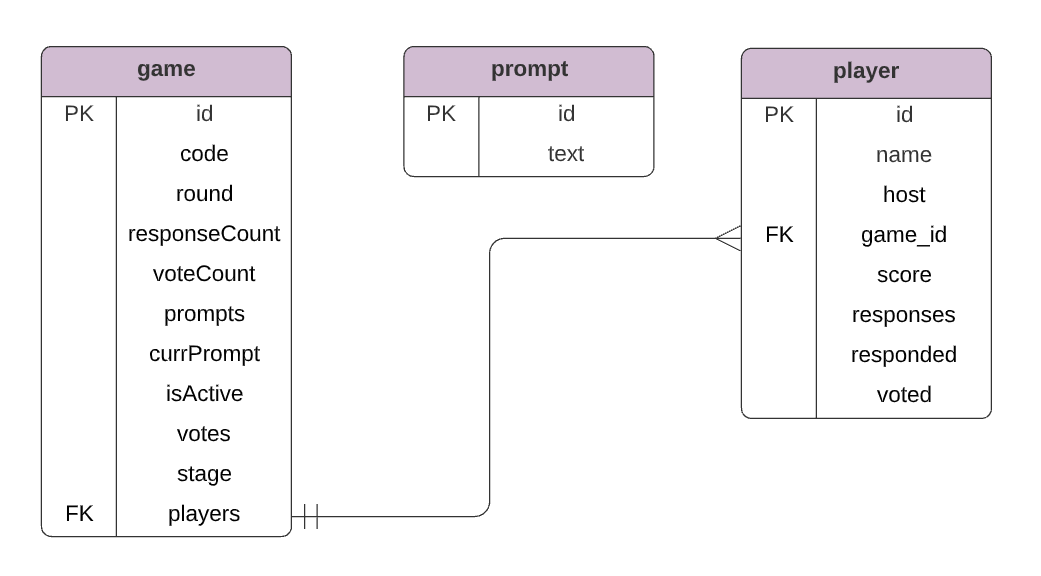 game
PK id
code
round
responseCount
voteCount
prompts
currPrompt
isActive
votes
stage
FK players
prompt
PK id
text
player
PK id
name
host
FK game_id
score
responses
responded
voted